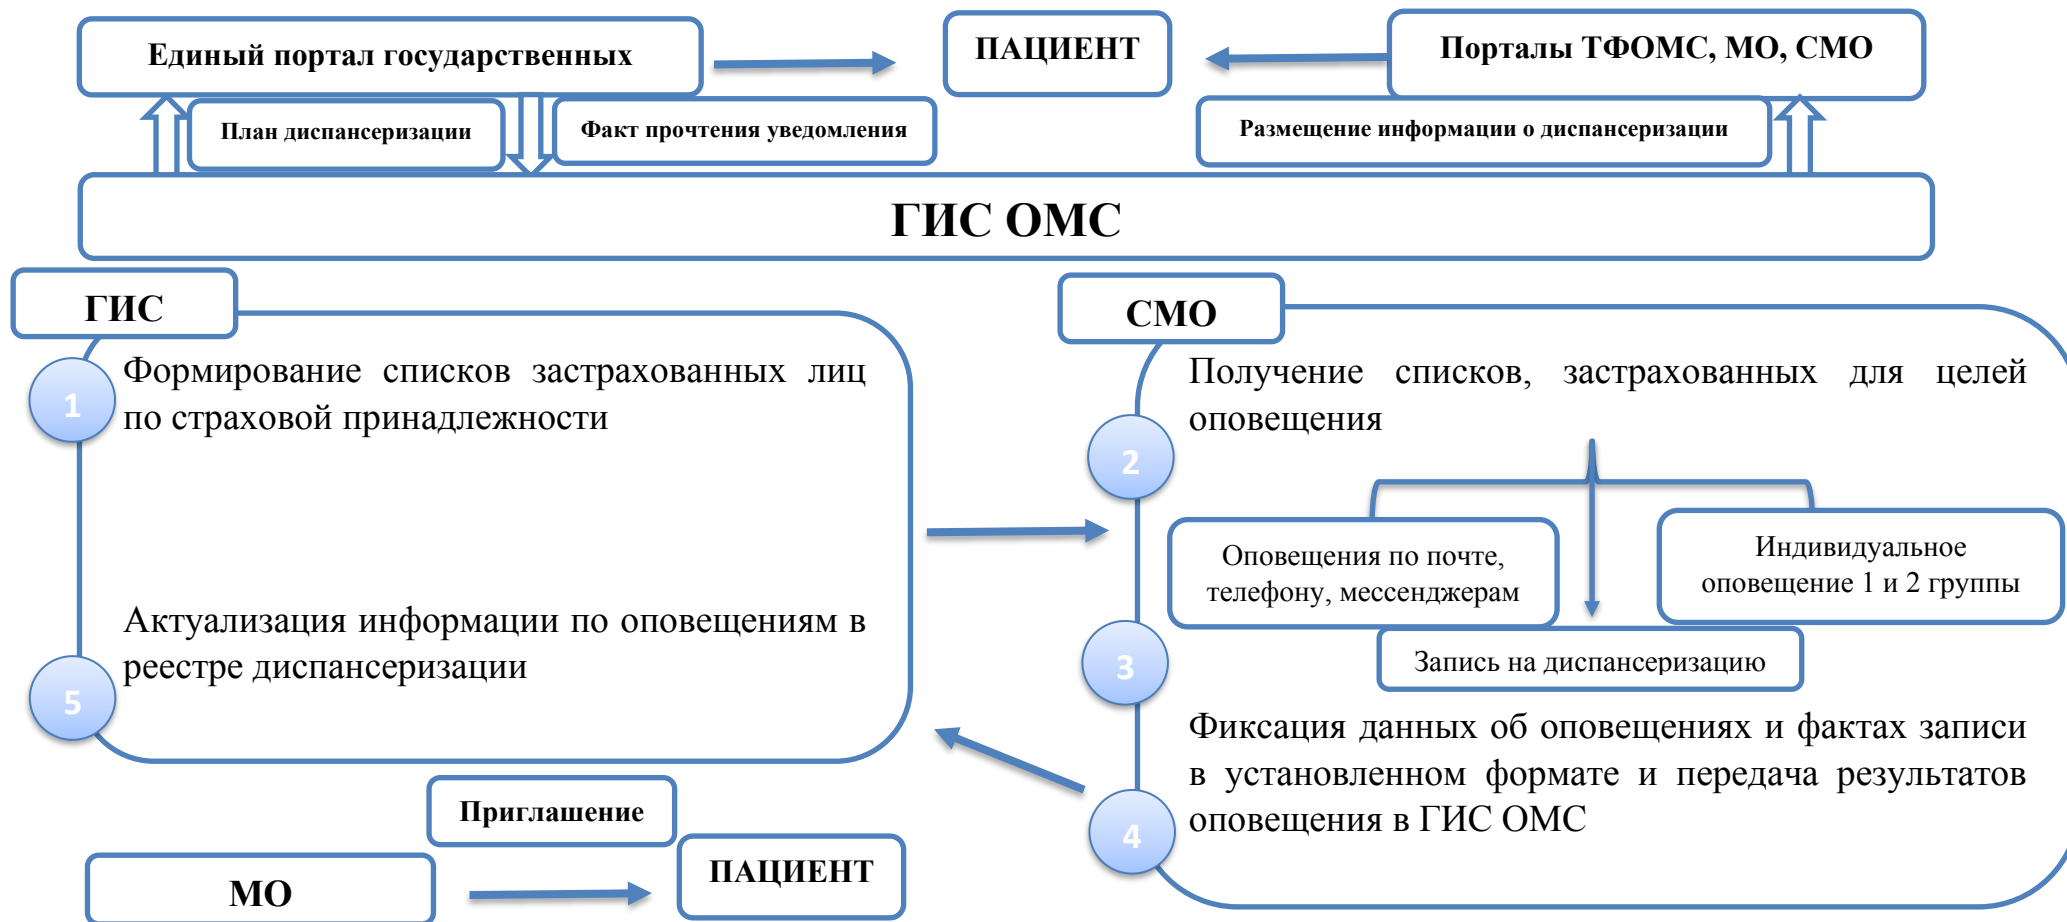 Единый портал государственных
ПАЦИЕНТ
Порталы ТФОМС, МО, СМО
План диспансеризации
Факт прочтения уведомления
Размещение информации о диспансеризации
ГИС ОМС
ГИС
1
Формирование списков застрахованных лиц
по страховой принадлежности
Актуализация информации по оповещениям в
реестре диспансеризации
5
СМО
Получение списков, застрахованных для целей
оповещения
2
Оповещения по почте,
телефону, мессенджерам
Индивидуальное
оповещение 1 и 2 группы
3
Запись на диспансеризацию
Фиксация данных об оповещениях и фактах записи
в установленном формате и передача результатов
оповещения в ГИС ОМС
4
Приглашение
МО
ПАЦИЕНТ